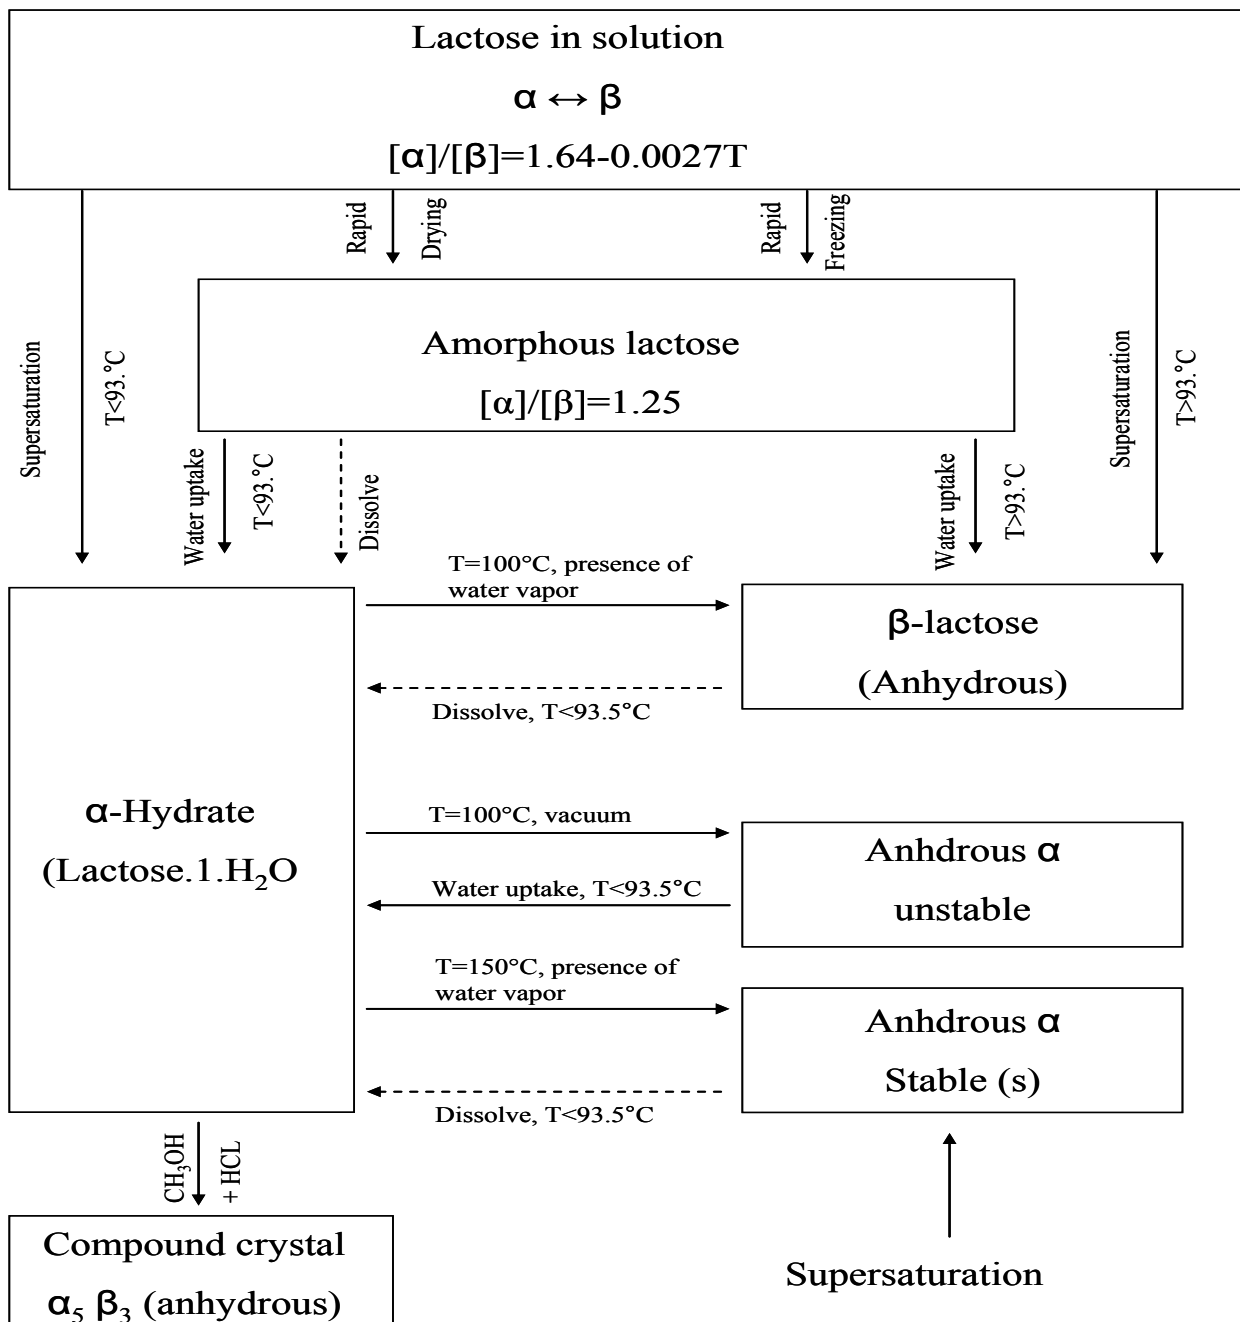 Lactose in solution
α ↔ β
[α]/[β]=1.64-0.0027T
Rapid
Drying
Rapid
Freezing
Supersaturation
T<93.°C
Amorphous lactose
[α]/[β]=1.25
Supersaturation
T>93.°C
Water uptake
T<93.°C
Dissolve
Water uptake
T>93.°C
T=100°C, presence of
water vapor
β-lactose
(Anhydrous)
Dissolve, T<93.5°C
α-Hydrate
(Lactose.1.H₂O
T=100°C, vacuum
Anhdrous α
unstable
Water uptake, T<93.5°C
T=150°C, presence of
water vapor
Anhdrous α
Stable (s)
Dissolve, T<93.5°C
CH₃OH
+ HCL
Compound crystal
α₅ β₃ (anhydrous)
Supersaturation